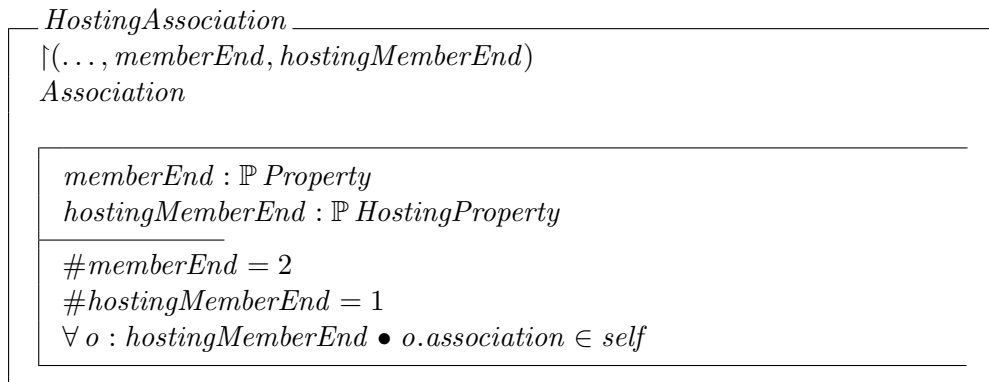 HostingAssociation
↾(..., memberEnd, hostingMemberEnd)
Association
memberEnd : ℙ Property
hostingMemberEnd : ℙ HostingProperty
#memberEnd = 2
#hostingMemberEnd = 1
∀ o : hostingMemberEnd • o.association ∈ self